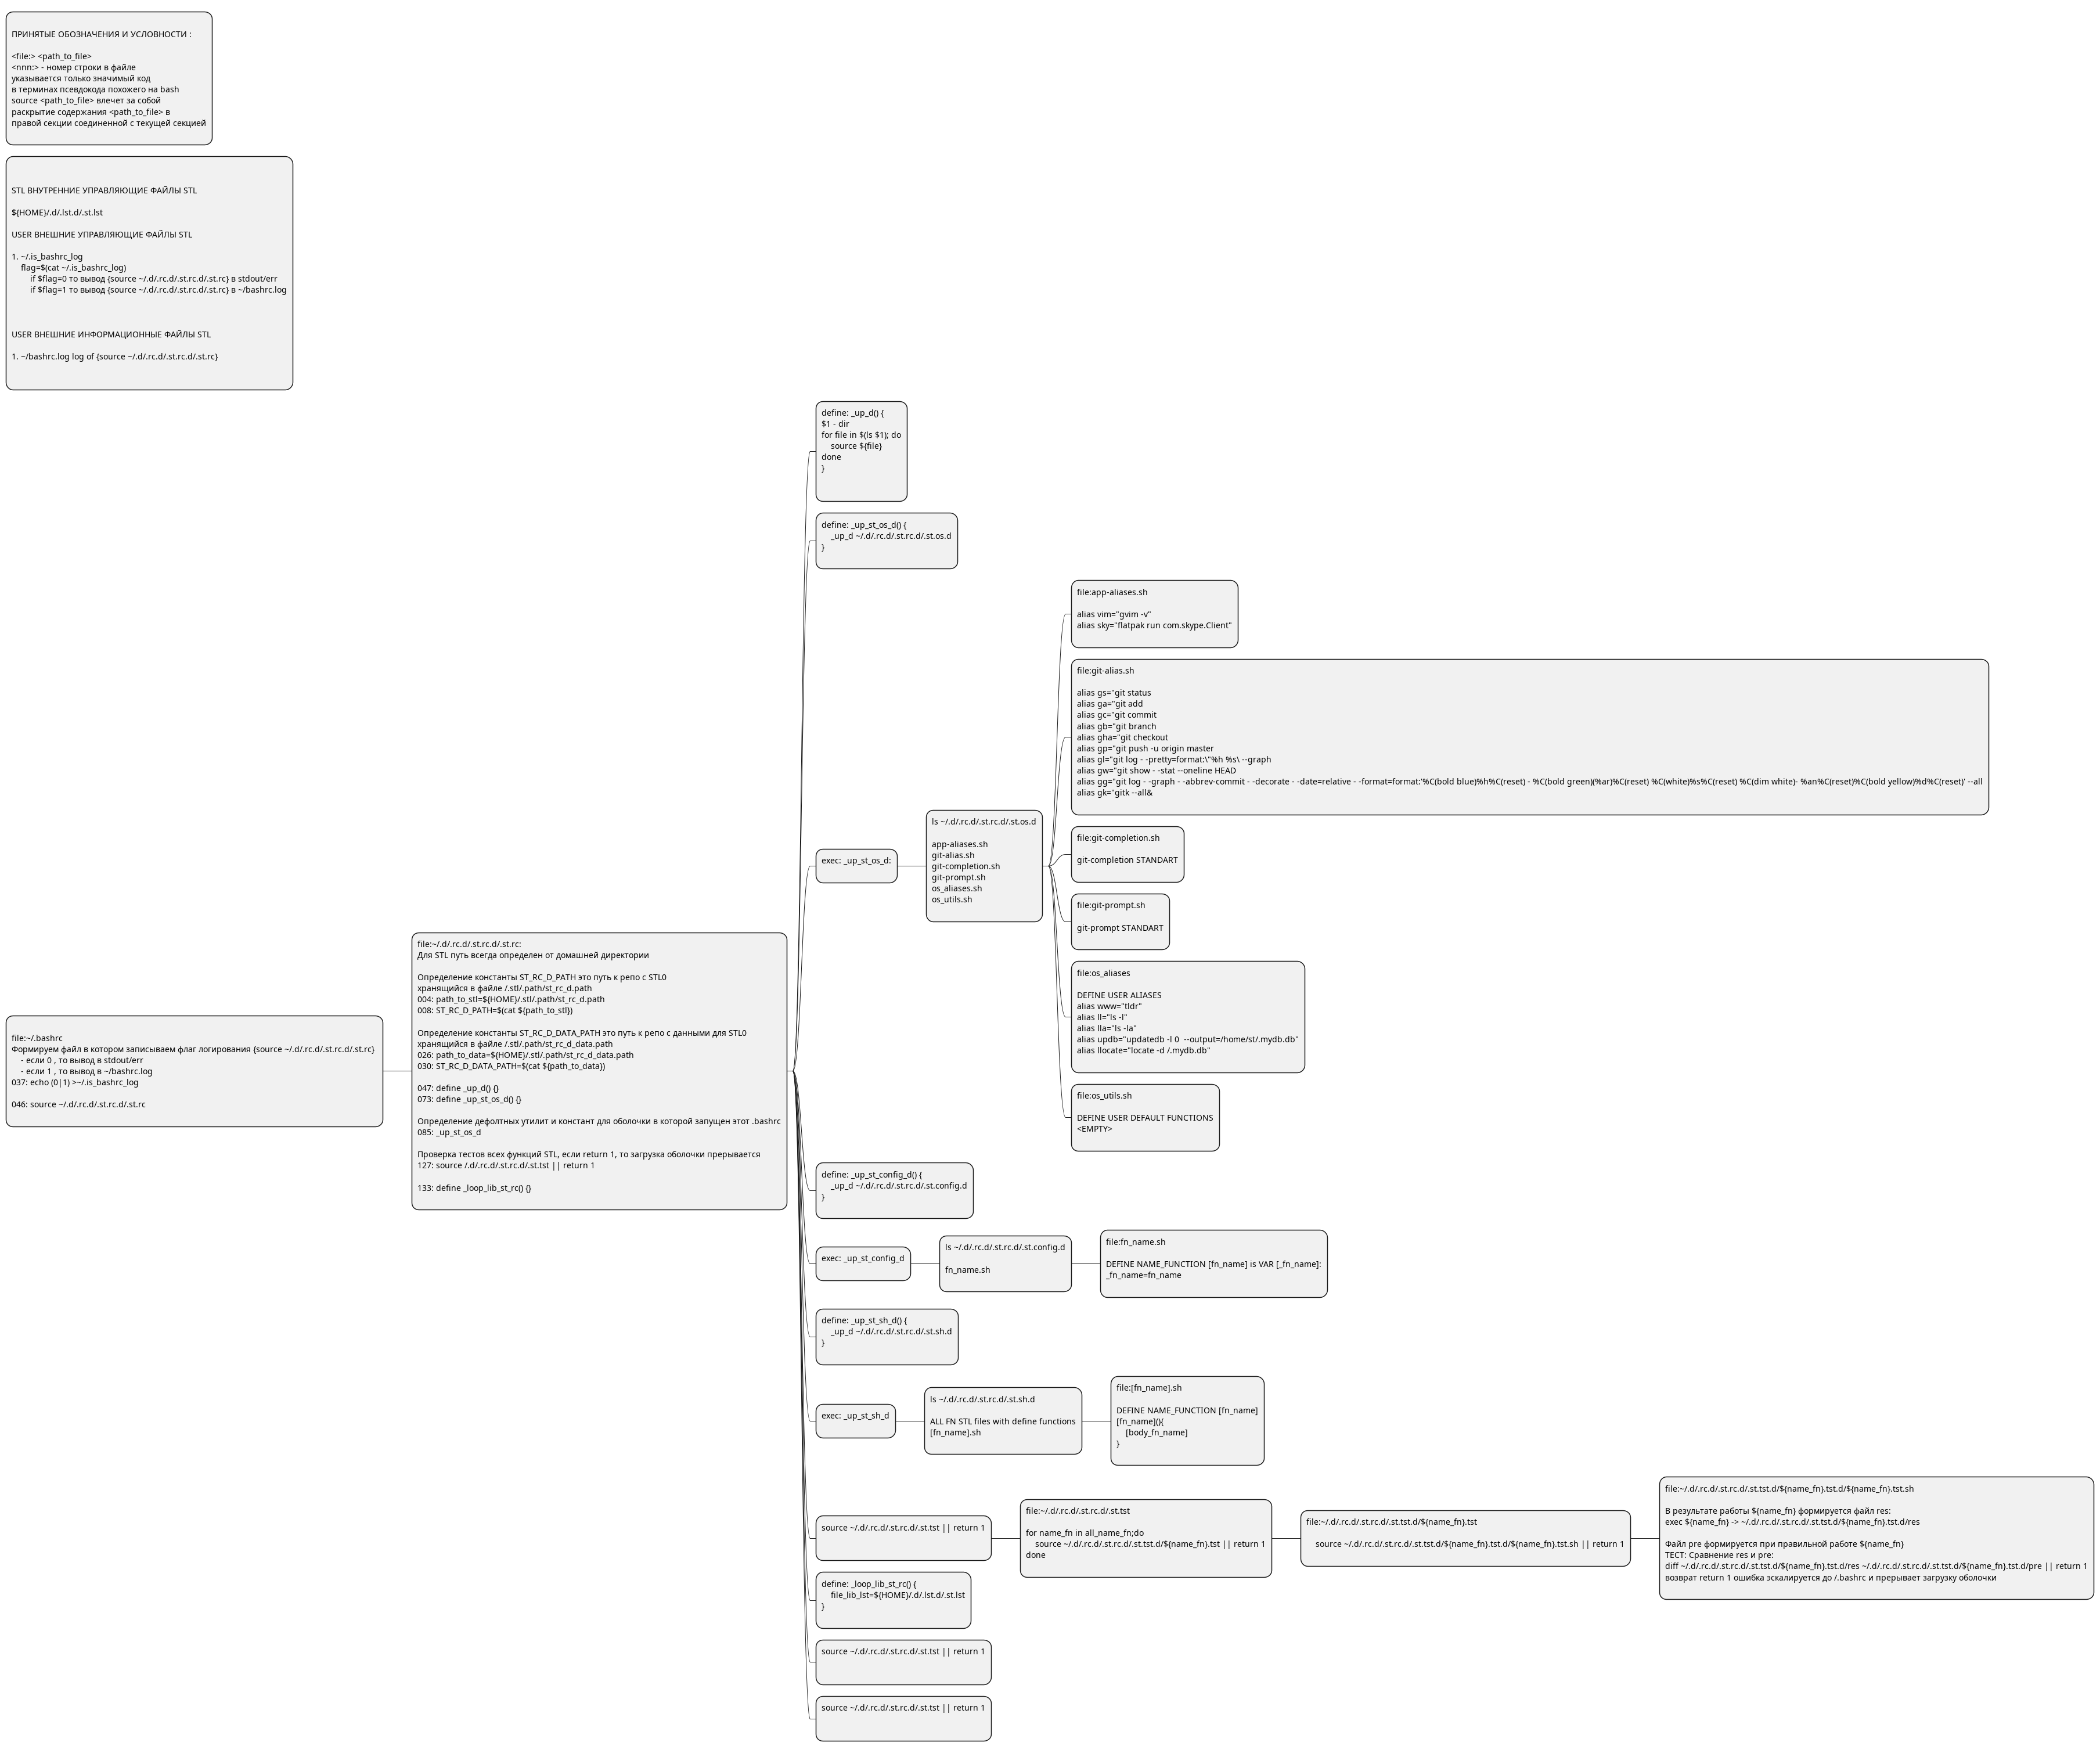 ПРИНЯТЫЕ ОБОЗНАЧЕНИЯ И УСЛОВНОСТИ :
<file:> <path_to_file>
<nnn:> - номер строки в файле
указывается только значимый код
в терминах псевдокода похожего на bash
source <path_to_file> влечет за собой
раскрытие содержания <path_to_file> в
правой секции соединенной с текущей секцией
STL ВНУТРЕННИЕ УПРАВЛЯЮЩИЕ ФАЙЛЫ STL
${HOME}/.d/.lst.d/.st.lst
USER ВНЕШНИЕ УПРАВЛЯЮЩИЕ ФАЙЛЫ STL
1. ~/.is_bashrc_log
flag=$(cat ~/.is_bashrc_log)
if $flag=0 то вывод {source ~/.d/.rc.d/.st.rc.d/.st.rc} в stdout/err
if $flag=1 то вывод {source ~/.d/.rc.d/.st.rc.d/.st.rc} в ~/bashrc.log
USER ВНЕШНИЕ ИНФОРМАЦИОННЫЕ ФАЙЛЫ STL
1. ~/bashrc.log log of {source ~/.d/.rc.d/.st.rc.d/.st.rc}
file:~/.bashrc
Формируем файл в котором записываем флаг логирования {source ~/.d/.rc.d/.st.rc.d/.st.rc}
- если 0 , то вывод в stdout/err
- если 1 , то вывод в ~/bashrc.log
037: echo (0|1) >~/.is_bashrc_log
046: source ~/.d/.rc.d/.st.rc.d/.st.rc
file:~/.d/.rc.d/.st.rc.d/.st.rc:
Для STL путь всегда определен от домашней директории
Определение константы ST_RC_D_PATH это путь к репо с STL0
хранящийся в файле /.stl/.path/st_rc_d.path
004: path_to_stl=${HOME}/.stl/.path/st_rc_d.path
008: ST_RC_D_PATH=$(cat ${path_to_stl})
Определение константы ST_RC_D_DATA_PATH это путь к репо с данными для STL0
хранящийся в файле /.stl/.path/st_rc_d_data.path
026: path_to_data=${HOME}/.stl/.path/st_rc_d_data.path
030: ST_RC_D_DATA_PATH=$(cat ${path_to_data})
047: define _up_d() {}
073: define _up_st_os_d() {}
Определение дефолтных утилит и констант для оболочки в которой запущен этот .bashrc
085: _up_st_os_d
Проверка тестов всех функций STL, если return 1, то загрузка оболочки прерывается
127: source /.d/.rc.d/.st.rc.d/.st.tst || return 1
133: define _loop_lib_st_rc() {}
define: _up_d() {
$1 - dir
for file in $(ls $1); do
source ${file}
done
}
define: _up_st_os_d() {
_up_d ~/.d/.rc.d/.st.rc.d/.st.os.d
}
exec: _up_st_os_d:
ls ~/.d/.rc.d/.st.rc.d/.st.os.d
app-aliases.sh
git-alias.sh
git-completion.sh
git-prompt.sh
os_aliases.sh
os_utils.sh
file:app-aliases.sh
alias vim="gvim -v"
alias sky="flatpak run com.skype.Client"
file:git-alias.sh
alias gs="git status
alias ga="git add
alias gc="git commit
alias gb="git branch
alias gha="git checkout
alias gp="git push -u origin master
alias gl="git log - -pretty=format:\"%h %s\ --graph
alias gw="git show - -stat --oneline HEAD
alias gg="git log - -graph - -abbrev-commit - -decorate - -date=relative - -format=format:'%C(bold blue)%h%C(reset) - %C(bold green)(%ar)%C(reset) %C(white)%s%C(reset) %C(dim white)- %an%C(reset)%C(bold yellow)%d%C(reset)' --all
alias gk="gitk --all&
file:git-completion.sh
git-completion STANDART
file:git-prompt.sh
git-prompt STANDART
file:os_aliases
DEFINE USER ALIASES
alias www="tldr"
alias ll="ls -l"
alias lla="ls -la"
alias updb="updatedb -l 0  --output=/home/st/.mydb.db"
alias llocate="locate -d /.mydb.db"
file:os_utils.sh
DEFINE USER DEFAULT FUNCTIONS
<EMPTY>
define: _up_st_config_d() {
_up_d ~/.d/.rc.d/.st.rc.d/.st.config.d
}
exec: _up_st_config_d
ls ~/.d/.rc.d/.st.rc.d/.st.config.d
fn_name.sh
file:fn_name.sh
DEFINE NAME_FUNCTION [fn_name] is VAR [_fn_name]:
_fn_name=fn_name
define: _up_st_sh_d() {
_up_d ~/.d/.rc.d/.st.rc.d/.st.sh.d
}
exec: _up_st_sh_d
ls ~/.d/.rc.d/.st.rc.d/.st.sh.d
ALL FN STL files with define functions
[fn_name].sh
file:[fn_name].sh
DEFINE NAME_FUNCTION [fn_name]
[fn_name](){
[body_fn_name]
}
source ~/.d/.rc.d/.st.rc.d/.st.tst || return 1
file:~/.d/.rc.d/.st.rc.d/.st.tst
for name_fn in all_name_fn;do
source ~/.d/.rc.d/.st.rc.d/.st.tst.d/${name_fn}.tst || return 1
done
file:~/.d/.rc.d/.st.rc.d/.st.tst.d/${name_fn}.tst
source ~/.d/.rc.d/.st.rc.d/.st.tst.d/${name_fn}.tst.d/${name_fn}.tst.sh || return 1
file:~/.d/.rc.d/.st.rc.d/.st.tst.d/${name_fn}.tst.d/${name_fn}.tst.sh
В результате работы ${name_fn} формируется файл res:
exec ${name_fn} -> ~/.d/.rc.d/.st.rc.d/.st.tst.d/${name_fn}.tst.d/res
Файл pre формируется при правильной работе ${name_fn}
ТЕСТ: Сравнение res и pre:
diff ~/.d/.rc.d/.st.rc.d/.st.tst.d/${name_fn}.tst.d/res ~/.d/.rc.d/.st.rc.d/.st.tst.d/${name_fn}.tst.d/pre || return 1
возврат return 1 ошибка эскалируется до /.bashrc и прерывает загрузку оболочки
define: _loop_lib_st_rc() {
file_lib_lst=${HOME}/.d/.lst.d/.st.lst
}
source ~/.d/.rc.d/.st.rc.d/.st.tst || return 1
source ~/.d/.rc.d/.st.rc.d/.st.tst || return 1